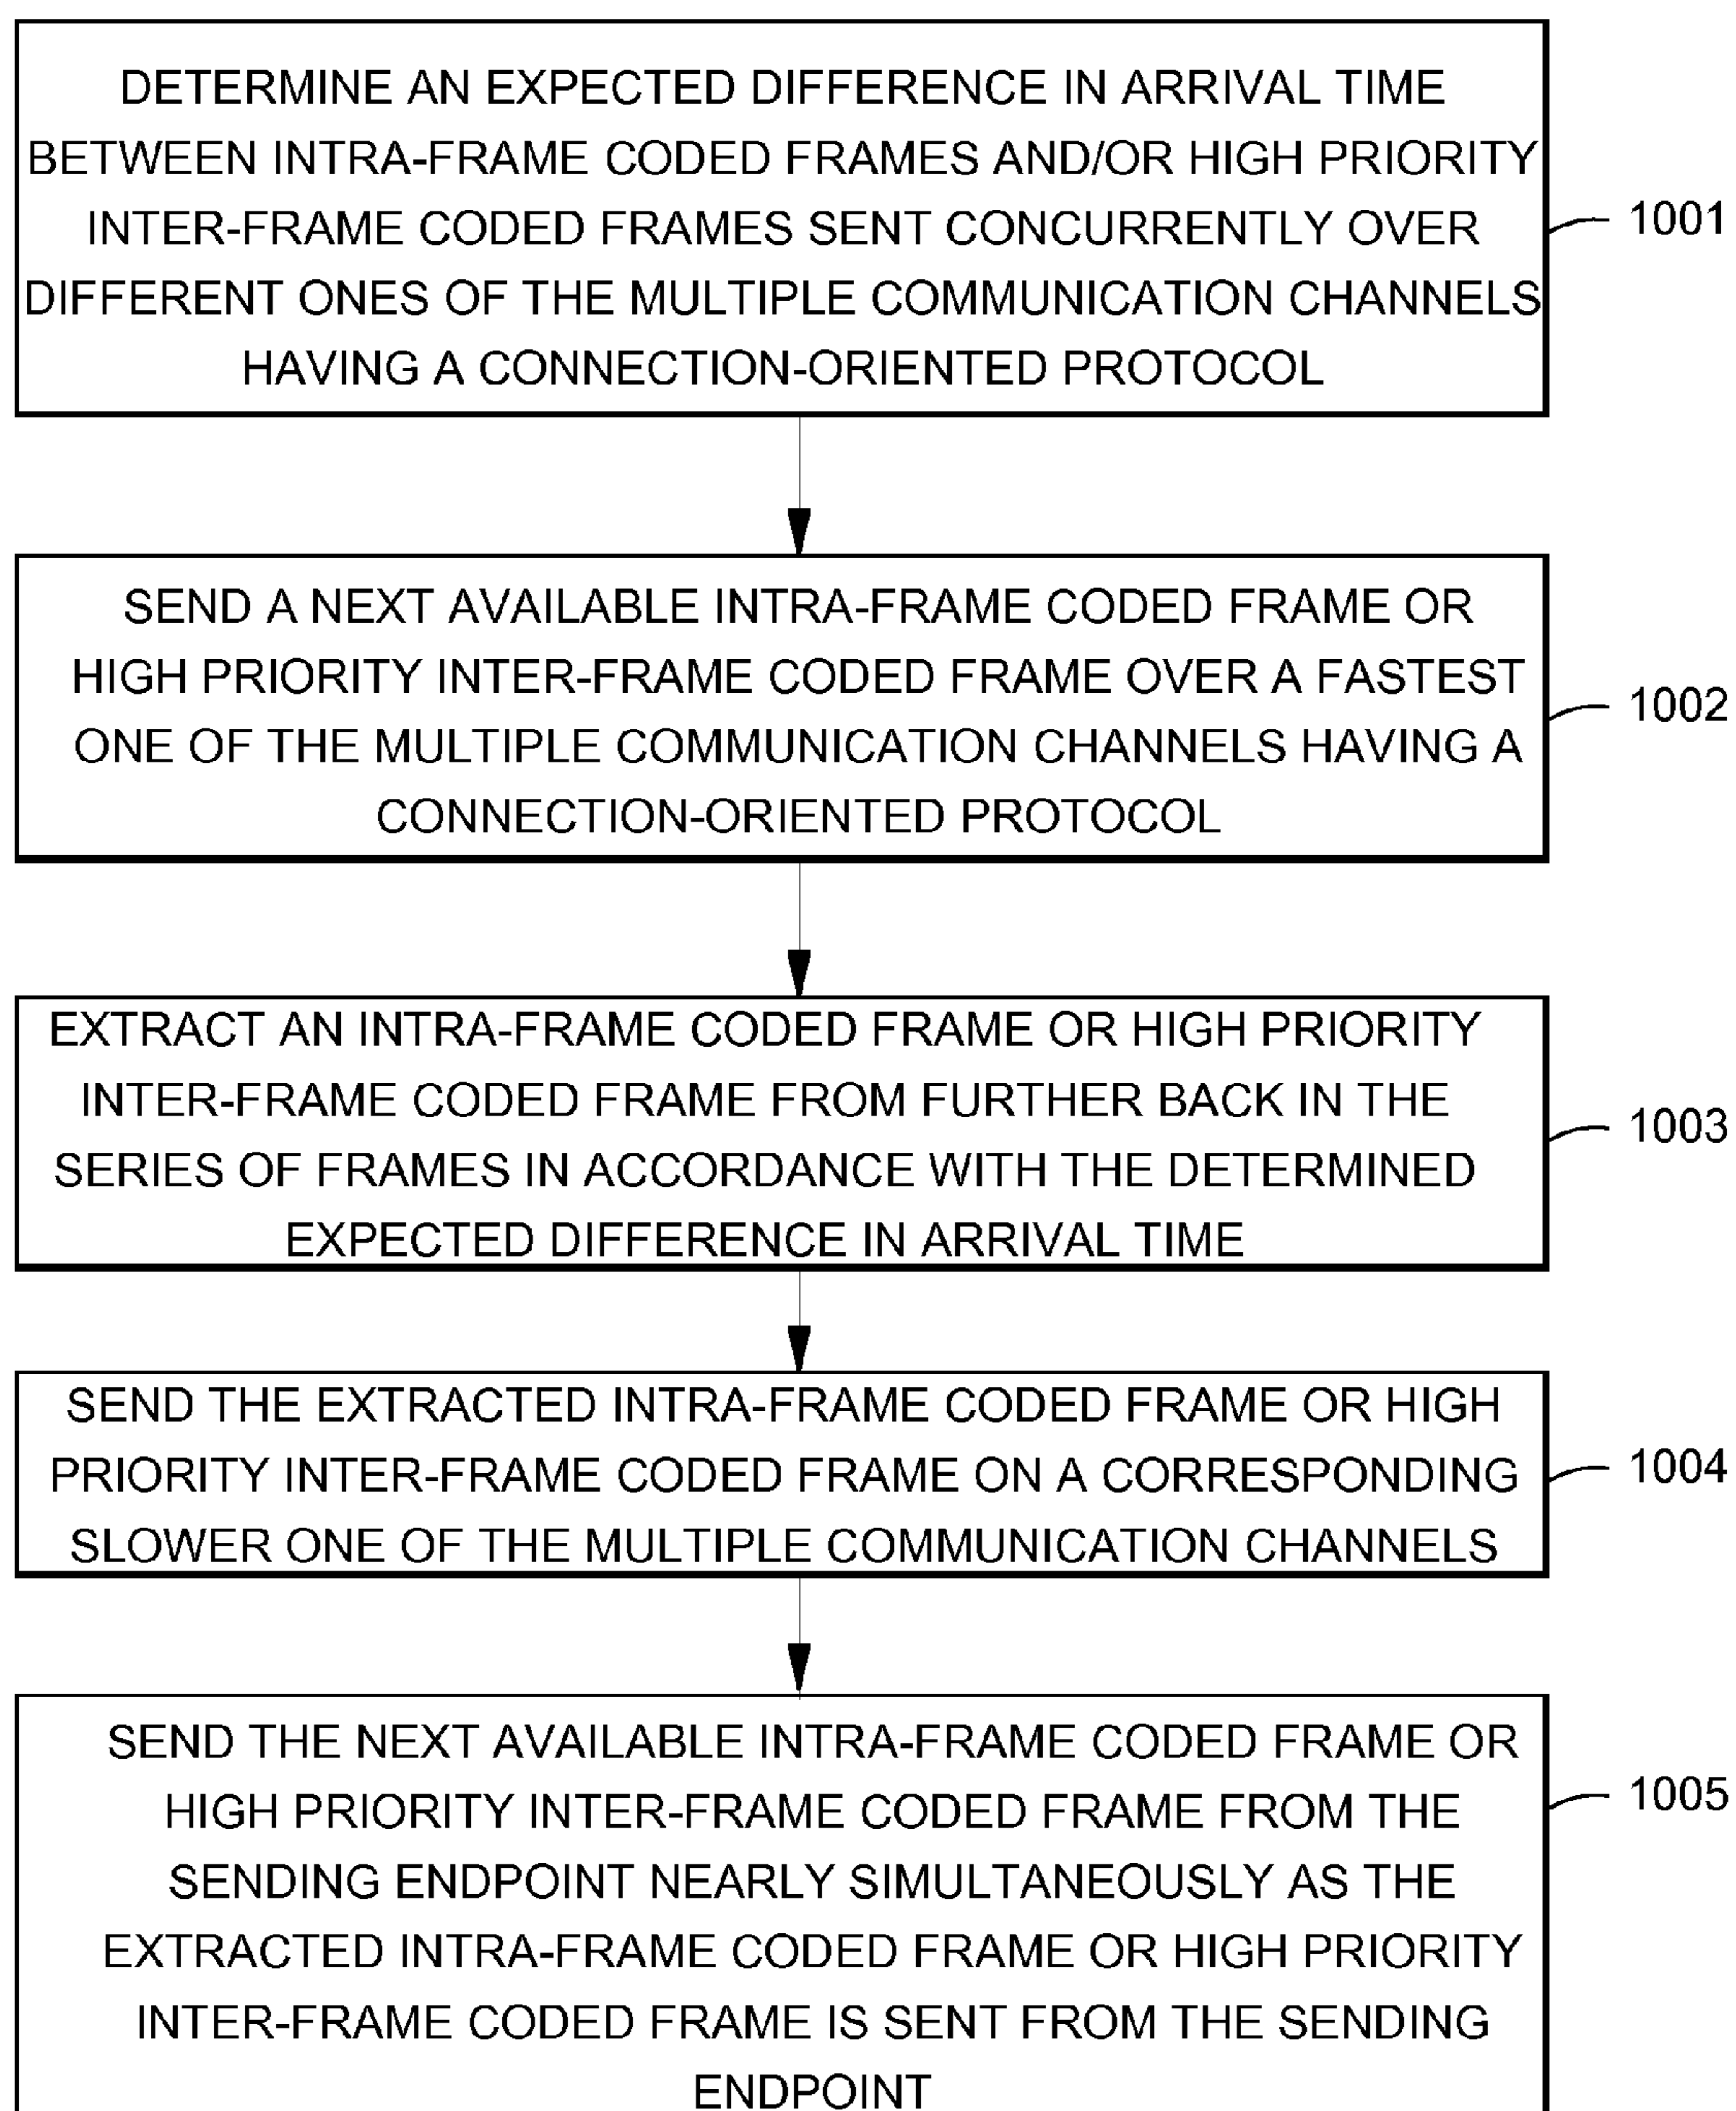 DETERMINE AN EXPECTED DIFFERENCE IN ARRIVAL TIME
BETWEEN INTRA-FRAME CODED FRAMES AND/OR HIGH PRIORITY
INTER-FRAME CODED FRAMES SENT CONCURRENTLY OVER
DIFFERENT ONES OF THE MULTIPLE COMMUNICATION CHANNELS
HAVING A CONNECTION-ORIENTED PROTOCOL
1001
SEND A NEXT AVAILABLE INTRA-FRAME CODED FRAME OR
HIGH PRIORITY INTER-FRAME CODED FRAME OVER A FASTEST
ONE OF THE MULTIPLE COMMUNICATION CHANNELS HAVING A
CONNECTION-ORIENTED PROTOCOL
1002
EXTRACT AN INTRA-FRAME CODED FRAME OR HIGH PRIORITY
INTER-FRAME CODED FRAME FROM FURTHER BACK IN THE
SERIES OF FRAMES IN ACCORDANCE WITH THE DETERMINED
EXPECTED DIFFERENCE IN ARRIVAL TIME
1003
SEND THE EXTRACTED INTRA-FRAME CODED FRAME OR HIGH
PRIORITY INTER-FRAME CODED FRAME ON A CORRESPONDING
SLOWER ONE OF THE MULTIPLE COMMUNICATION CHANNELS
1004
SEND THE NEXT AVAILABLE INTRA-FRAME CODED FRAME OR
HIGH PRIORITY INTER-FRAME CODED FRAME FROM THE
SENDING ENDPOINT NEARLY SIMULTANEOUSLY AS THE
EXTRACTED INTRA-FRAME CODED FRAME OR HIGH PRIORITY
INTER-FRAME CODED FRAME IS SENT FROM THE SENDING
ENDPOINT
1005